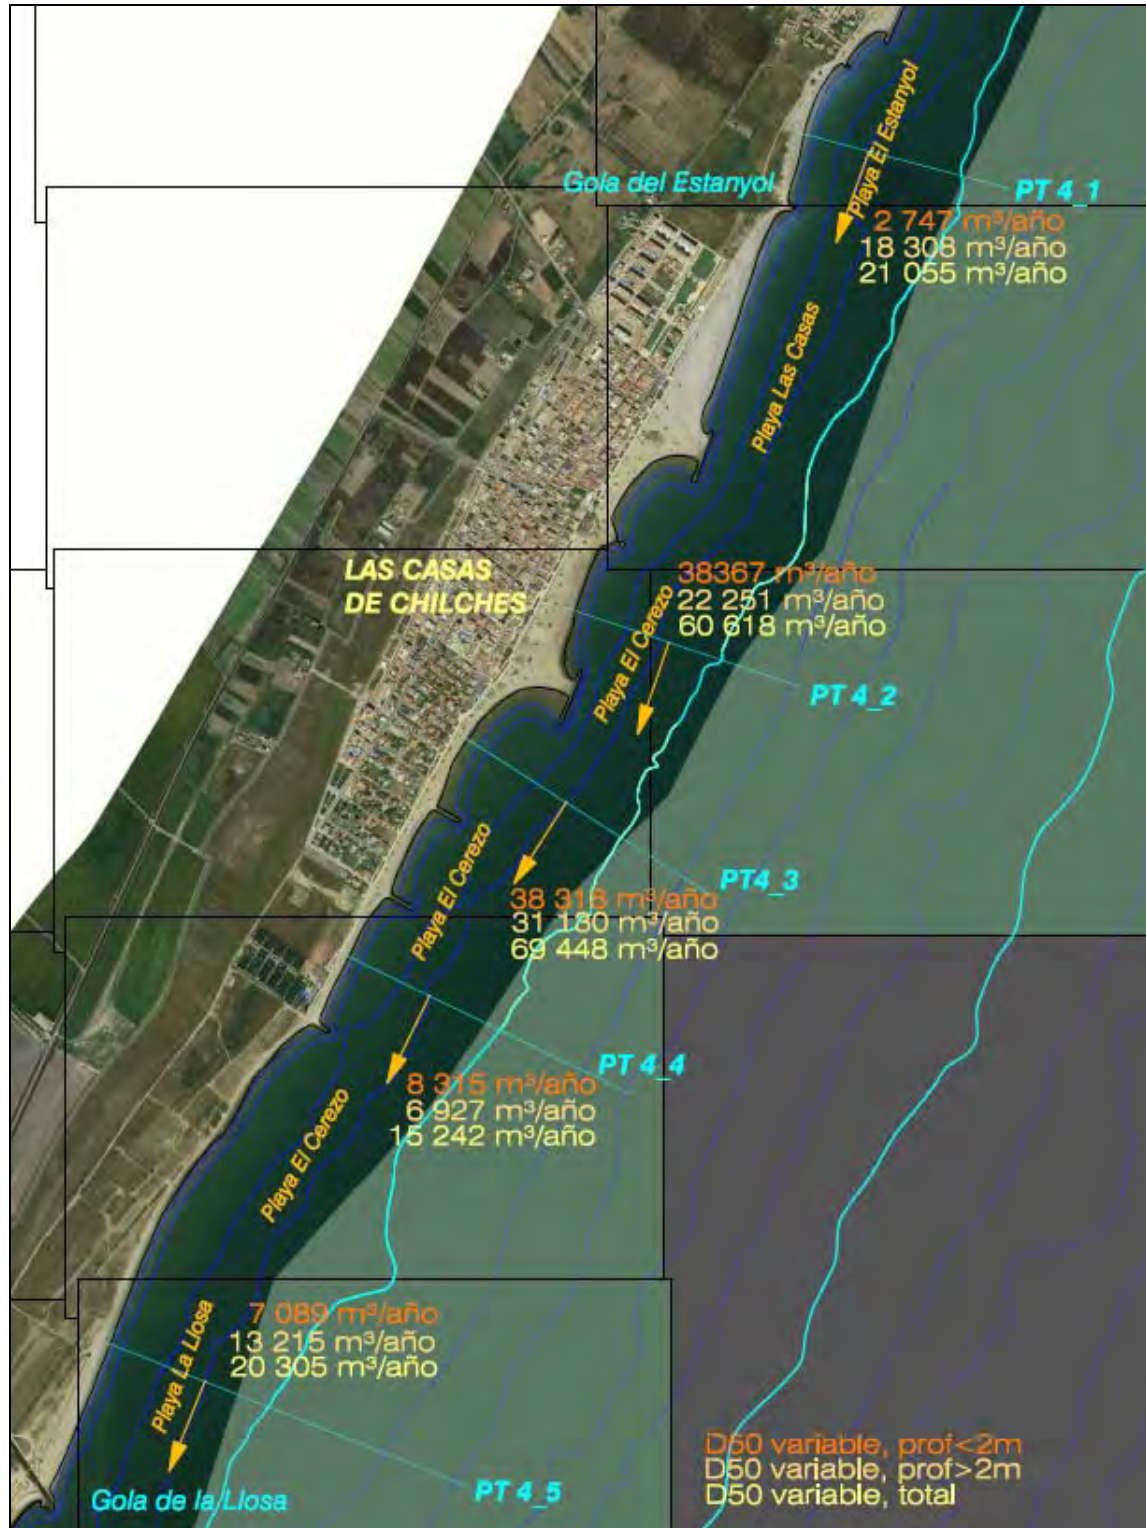 Playa El Estanyol
Gola del Estanyol
PT 4_1
2 747 m³/año
18 308 m³/año
21 055 m³/año
Playa Las Casas
LAS CASAS
DE CHILCHES
38367 m³/año
22 251 m³/año
60 618 m³/año
Playa El Cerezo
PT 4_2
Playa El Cerezo
PT4_3
38 318 m³/año
31 130 m³/año
69 448 m³/año
PT 4_4
8 315 m³/año
6 927 m³/año
15 242 m³/año
Playa El Cerezo
7 089 m³/año
13 215 m³/año
20 305 m³/año
Playa La Llosa
D50 variable, prof<2m
D50 variable, prof>2m
D50 variable, total
PT 4_5
Gola de la Llosa